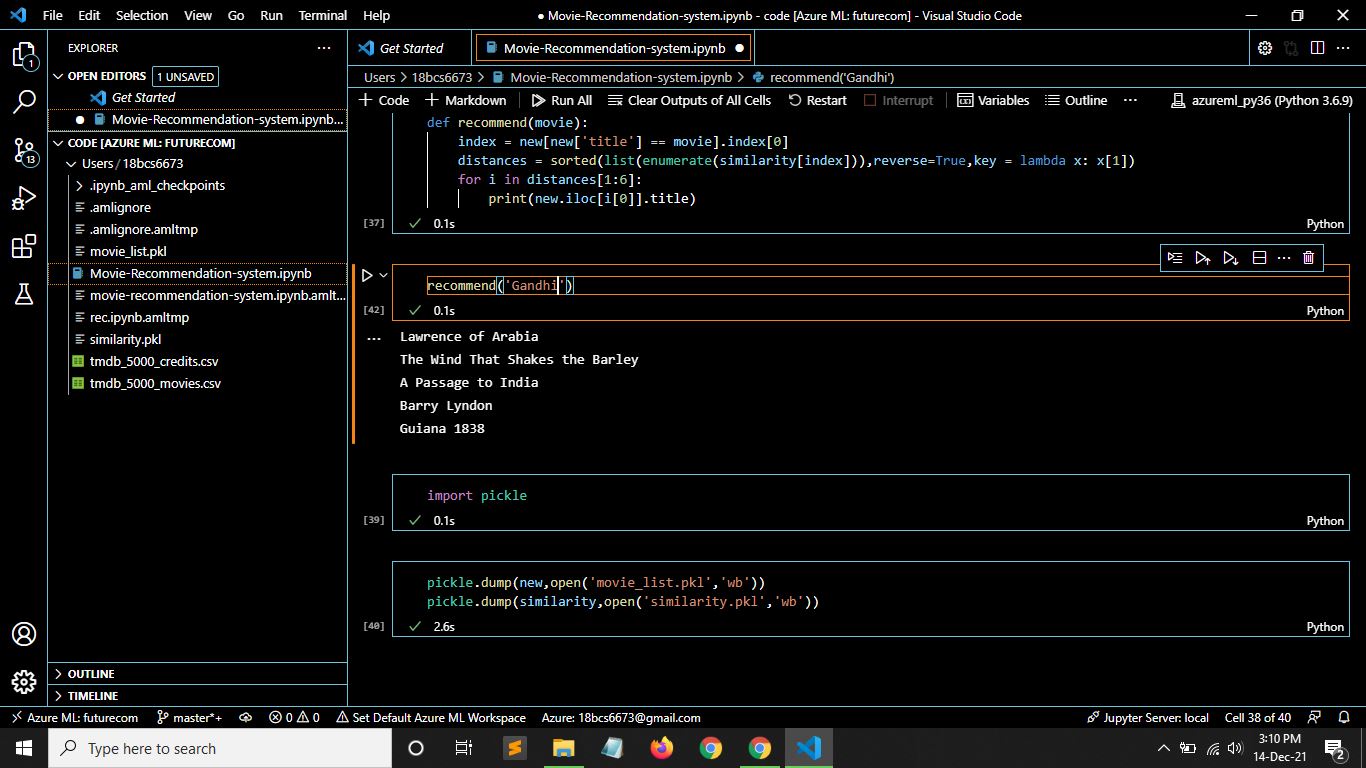 File Edit Selection View Go Run Terminal Help ● Movie-Recommendation-system.ipynb - code [Azure ML: futurecom] - Visual Studio Code
EXPLORER
OPEN EDITORS 1 UNSAVED
Get Started
Movie-Recommendation-system.ipynb...
CODE [AZURE ML: FUTURECOM]
Users/18bcs6673
.ipynb_aml_checkpoints
.amlignore
.amlignore.amltmp
movie_list.pkl
Movie-Recommendation-system.ipynb
movie-recommendation-system.ipynb.amlt...
rec.ipynb.amltmp
similarity.pkl
tmdb_5000_credits.csv
tmdb_5000_movies.csv
OUTLINE
TIMELINE
1
13
Get Started Movie-Recommendation-system.ipynb ●
Users > 18bcs6673 > Movie-Recommendation-system.ipynb > recommend('Gandhi')
+ Code + Markdown Run All Clear Outputs of All Cells Restart Interrupt Variables Outline ··· azureml_py36 (Python 3.6.9)
def recommend(movie):
index = new[new['title'] == movie].index[0]
distances = sorted(list(enumerate(similarity[index])),reverse=True,key = lambda x: x[1])
for i in distances[1:6]:
print(new.iloc[i[0]].title)
[37] ✓ 0.1s Python
recommend('Gandhi')
[42] ✓ 0.1s Python
Lawrence of Arabia
The Wind That Shakes the Barley
A Passage to India
Barry Lyndon
Guiana 1838
import pickle
[39] ✓ 0.1s Python
pickle.dump(new,open('movie_list.pkl','wb'))
pickle.dump(similarity,open('similarity.pkl','wb'))
[40] ✓ 2.6s Python
Azure ML: futurecom master*+ 0 0 Set Default Azure ML Workspace Azure: 18bcs6673@gmail.com Jupyter Server: local Cell 38 of 40
Type here to search
3:10 PM
14-Dec-21
2